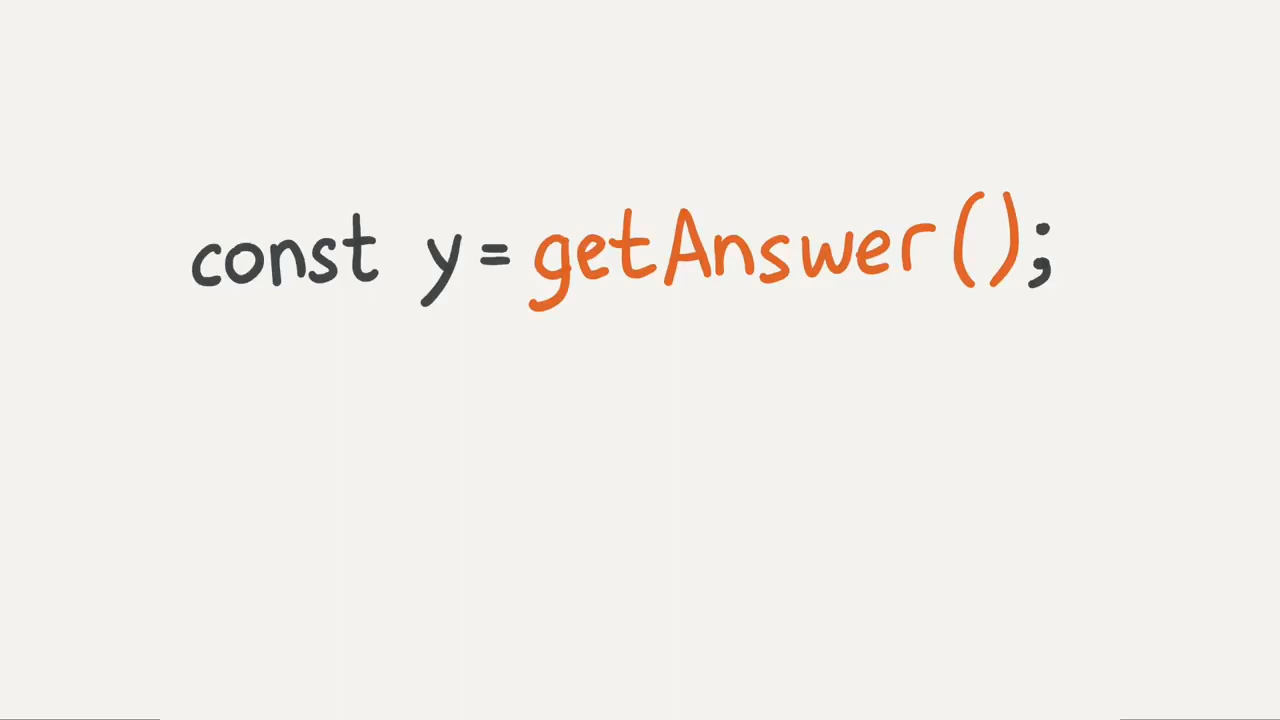 const y = getAnswer();